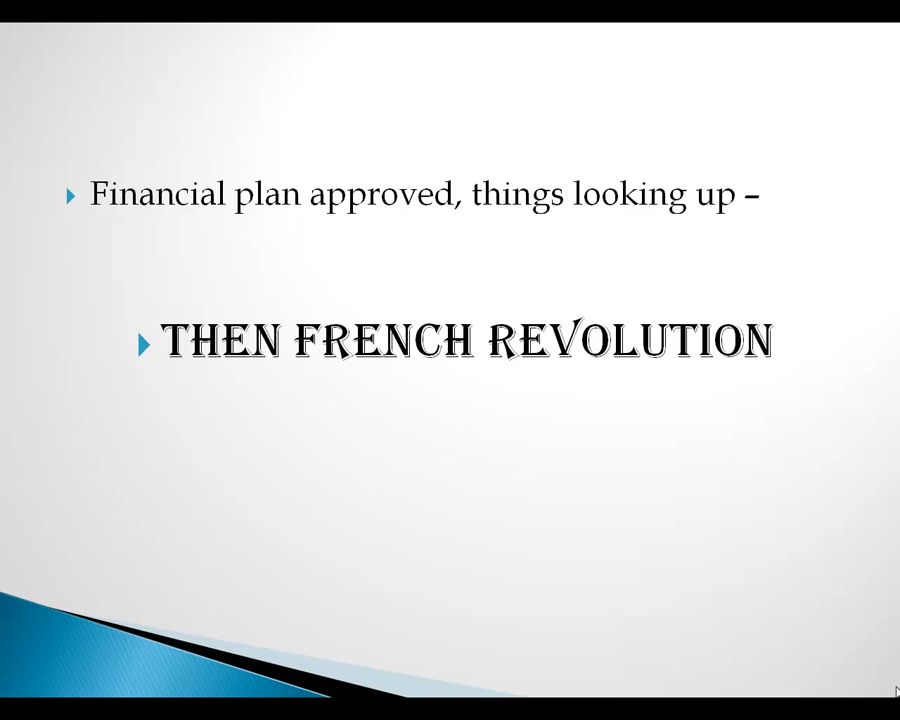 Financial plan approved, things looking up –
THEN FRENCH REVOLUTION